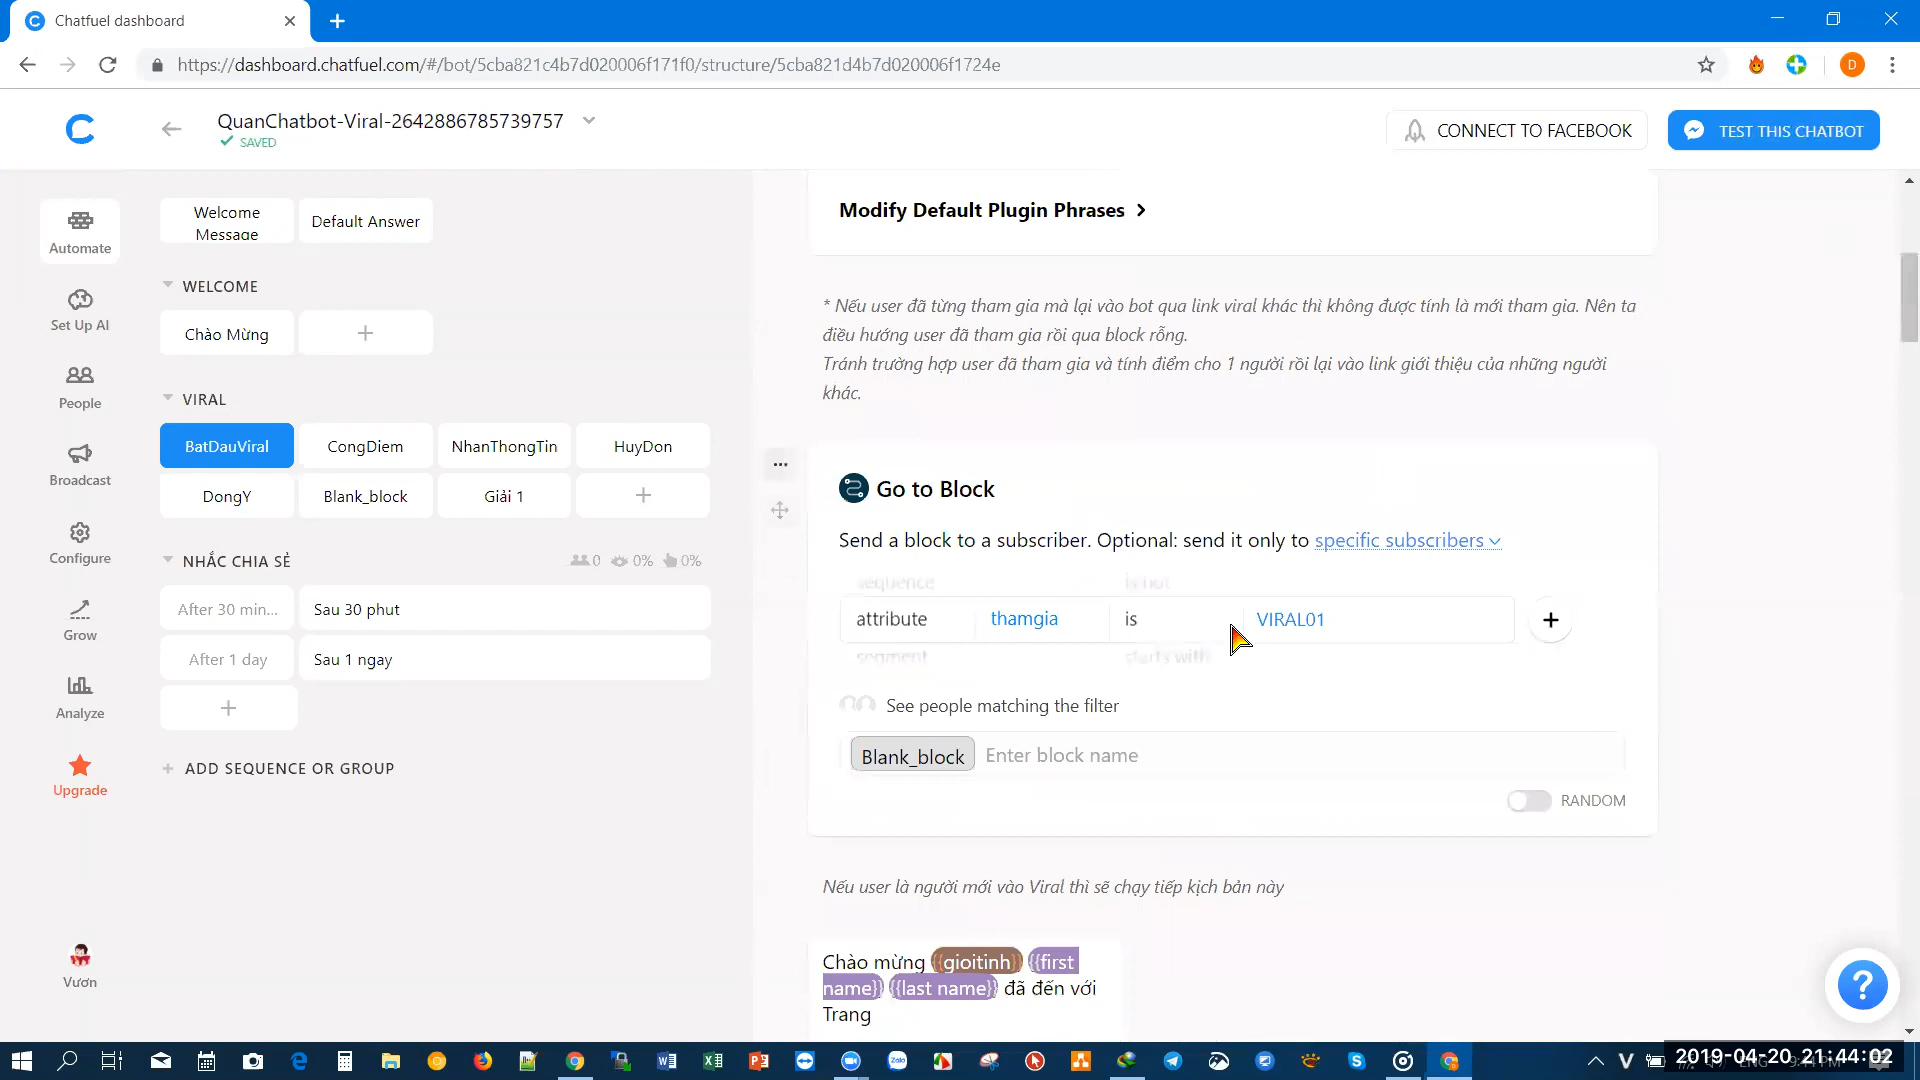 Chatfuel dashboard
https://dashboard.chatfuel.com/#/bot/5cba821c4b7d020006f171f0/structure/5cba821d4b7d020006f1724e
D
QuanChatbot-Viral-2642886785739757
SAVED
CONNECT TO FACEBOOK
TEST THIS CHATBOT
Automate
Set Up AI
People
Broadcast
Configure
Grow
Analyze
Upgrade
Vươn
Welcome
Message
Default Answer
WELCOME
Chào Mừng
VIRAL
BatDauViral
CongDiem
NhanThongTin
HuyDon
DongY
Blank_block
Giải 1
NHẮC CHIA SẺ
0
0%
0%
After 30 min...
Sau 30 phut
After 1 day
Sau 1 ngay
ADD SEQUENCE OR GROUP
Modify Default Plugin Phrases
* Nếu user đã từng tham gia mà lại vào bot qua link viral khác thì không được tính là mới tham gia. Nên ta
điều hướng user đã tham gia rồi qua block rỗng.
Tránh trường hợp user đã tham gia và tính điểm cho 1 người rồi lại vào link giới thiệu của những người
khác.
Go to Block
Send a block to a subscriber. Optional: send it only to specific subscribers
sequence
is not
attribute
thamgia
is
VIRAL01
segment
starts with
See people matching the filter
Blank_block
Enter block name
RANDOM
Nếu user là người mới vào Viral thì sẽ chạy tiếp kịch bản này
Chào mừng {{gioitinh}} {{first
name}} {{last name}} đã đến với
Trang
2019-04-20 21:44:02